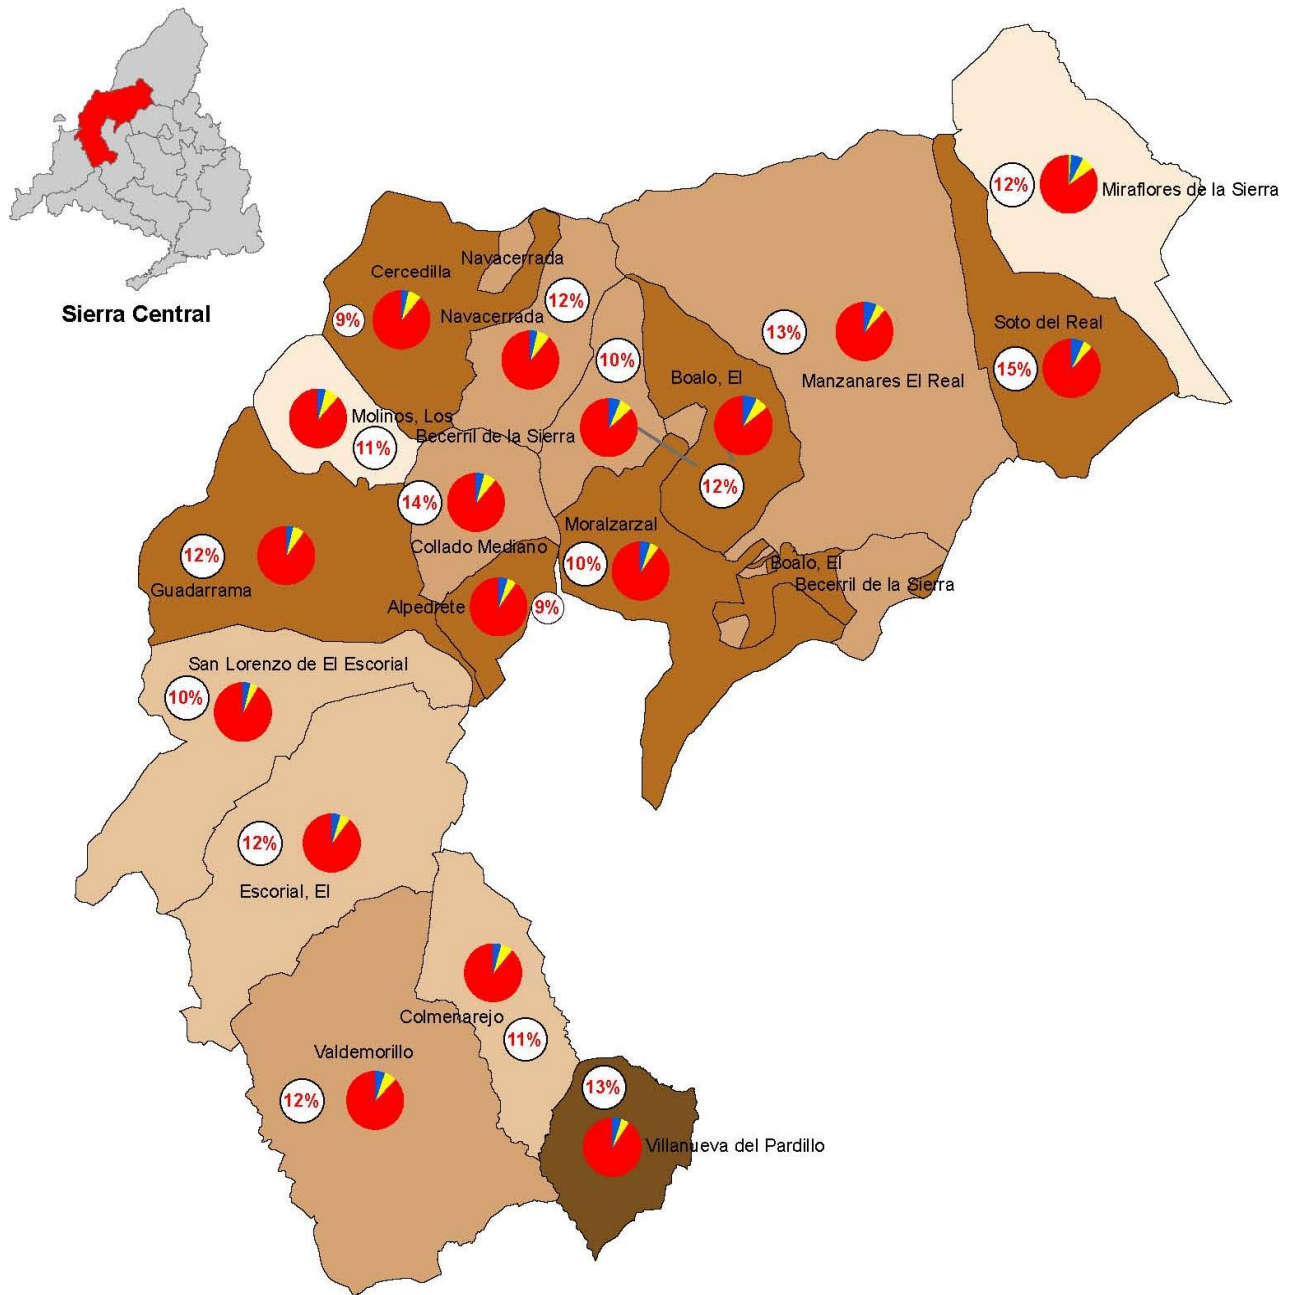 Sierra Central
12%
Miraflores de la Sierra
Navacerrada
Cercedilla
9%
12%
Navacerrada
13%
Manzanares El Real
Soto del Real
15%
10%
Boalo, El
Molinos, Los
11%
Becerril de la Sierra
12%
14%
Collado Mediano
Moralzarzal
10%
12%
Guadarrama
Boalo, El
Becerril de la Sierra
Alpedrete
9%
San Lorenzo de El Escorial
10%
12%
Escorial, El
Colmenarejo
11%
Valdemorillo
12%
13%
Villanueva del Pardillo